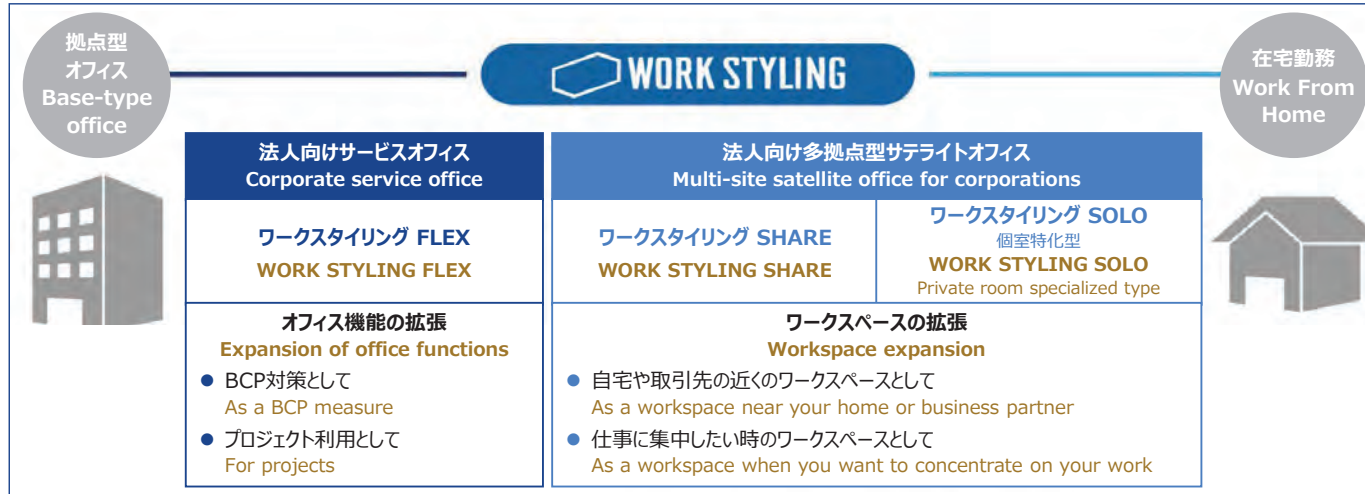 拠点型
オフィス
Base-type
office
WORK STYLING
在宅勤務
Work From
Home
法人向けサービスオフィス
Corporate service office
法人向け多拠点型サテライトオフィス
Multi-site satellite office for corporations
ワークスタイリング FLEX
WORK STYLING FLEX
ワークスタイリング SHARE
WORK STYLING SHARE
ワークスタイリング SOLO
個室特化型
WORK STYLING SOLO
Private room specialized type
オフィス機能の拡張
Expansion of office functions
● BCP対策として
As a BCP measure
● プロジェクト利用として
For projects
ワークスペースの拡張
Workspace expansion
● 自宅や取引先の近くのワークスペースとして
As a workspace near your home or business partner
● 仕事に集中したい時のワークスペースとして
As a workspace when you want to concentrate on your work